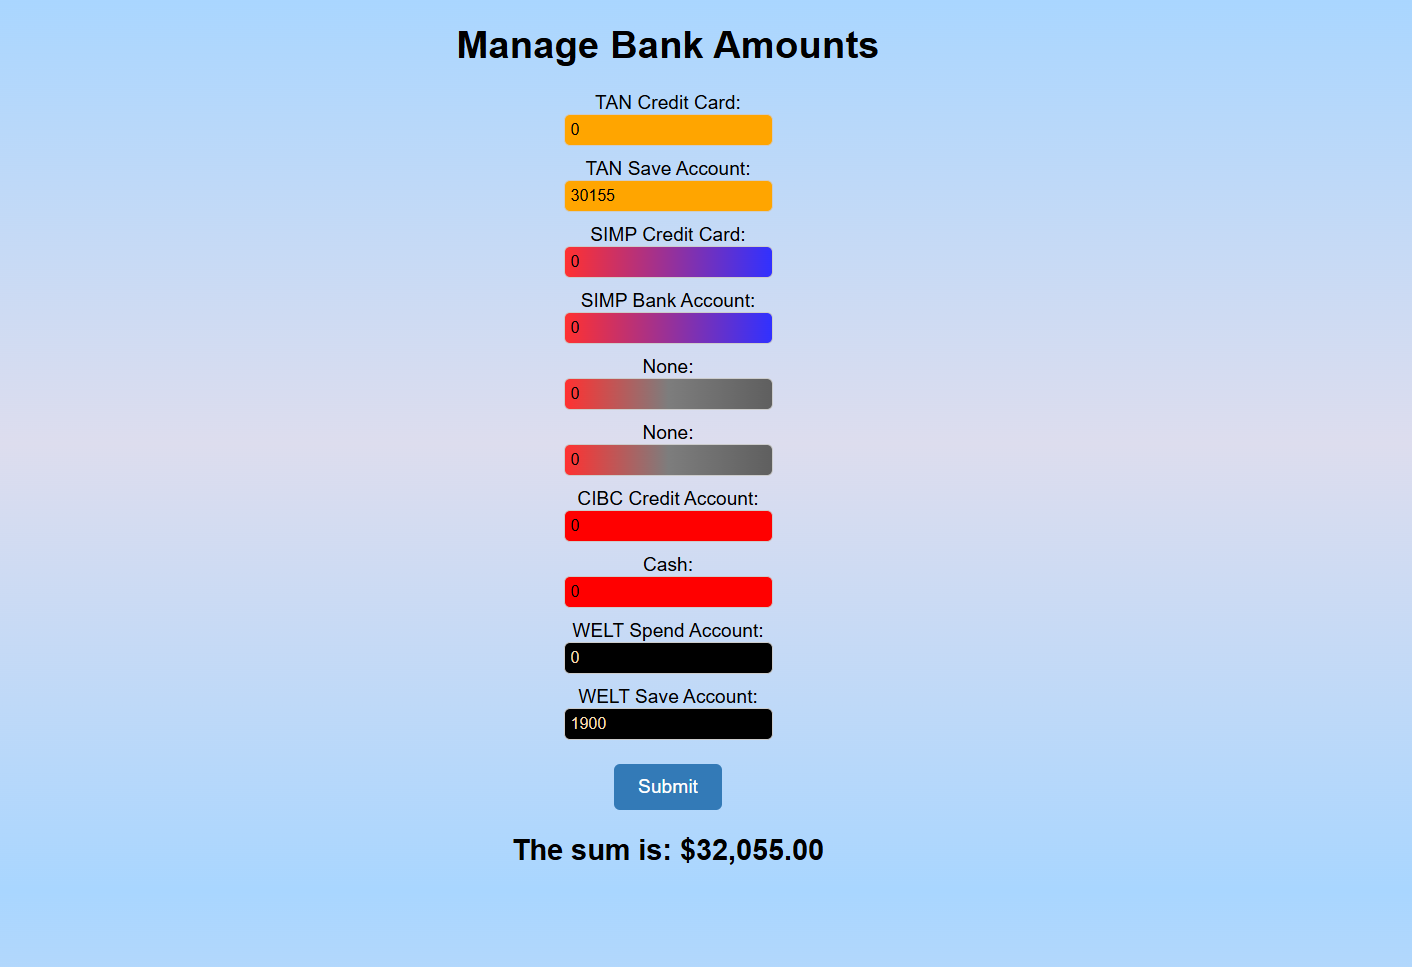 Manage Bank Amounts
TAN Credit Card:
0
TAN Save Account:
30155
SIMP Credit Card:
0
SIMP Bank Account:
0
None:
0
None:
0
CIBC Credit Account:
0
Cash:
0
WELT Spend Account:
0
WELT Save Account:
1900
Submit
The sum is: $32,055.00